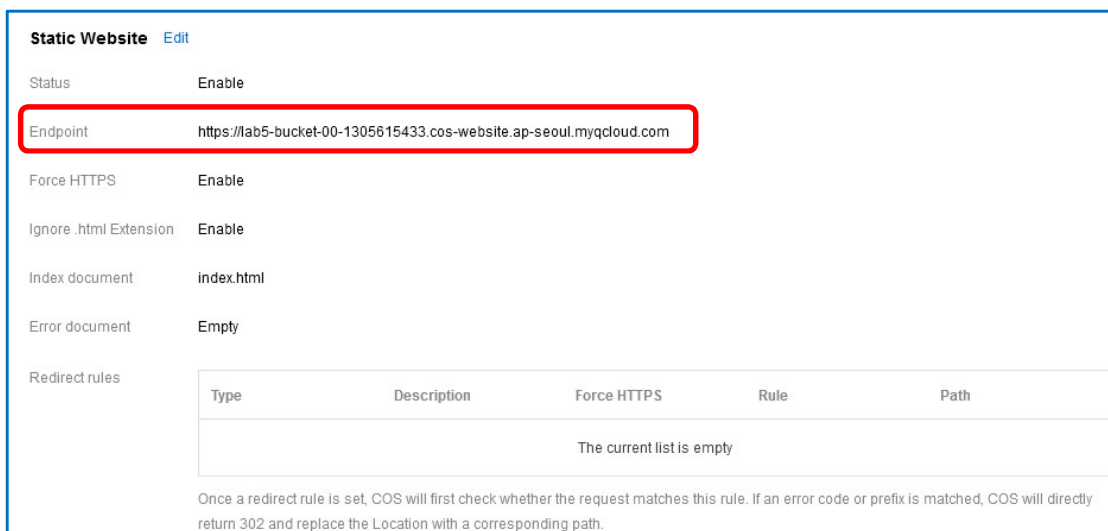 Static Website Edit
Status Enable
Endpoint https://lab5-bucket-00-1305615433.cos-website.ap-seoul.myqcloud.com
Force HTTPS Enable
Ignore .html Extension Enable
Index document index.html
Error document Empty
Redirect rules
Type Description Force HTTPS Rule Path
The current list is empty
Once a redirect rule is set, COS will first check whether the request matches this rule. If an error code or prefix is matched, COS will directly
return 302 and replace the Location with a corresponding path.